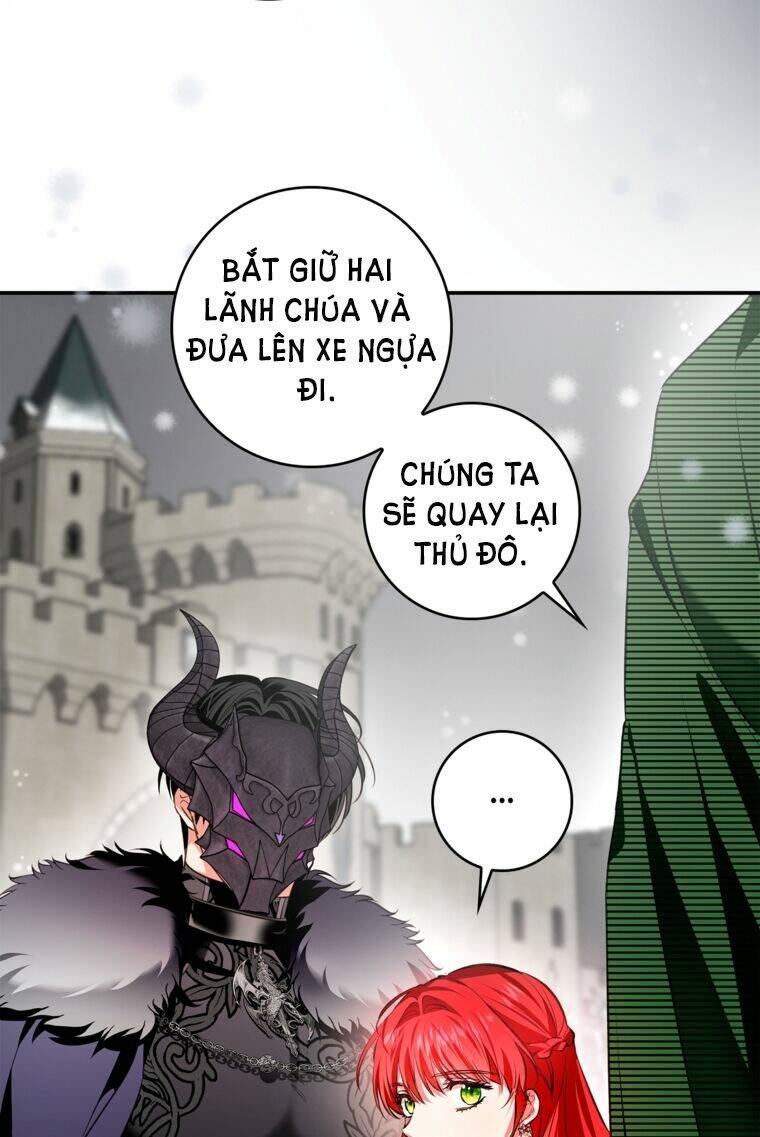 BẮT GIỮ HAI
LÃNH CHÚA VÀ
ĐƯA LÊN XE NGỰA
ĐI.
CHÚNG TA
SẼ QUAY LẠI
THỦ ĐÔ.
...